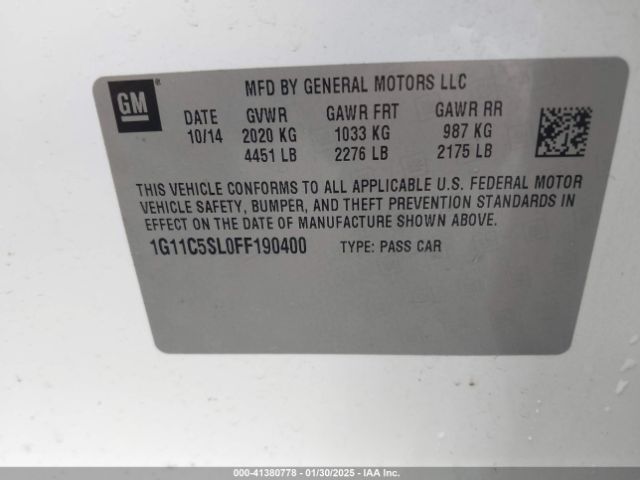 GM®
MFD BY GENERAL MOTORS LLC
DATE GVWR GAWR FRT GAWR RR
10/14 2020 KG 1033 KG 987 KG
4451 LB 2276 LB 2175 LB
THIS VEHICLE CONFORMS TO ALL APPLICABLE U.S. FEDERAL MOTOR
VEHICLE SAFETY, BUMPER, AND THEFT PREVENTION STANDARDS IN
EFFECT ON THE DATE OF MANUFACTURE SHOWN ABOVE.
1G11C5SL0FF190400 TYPE: PASS CAR
000-41380778 - 01/30/2025 - IAA Inc.